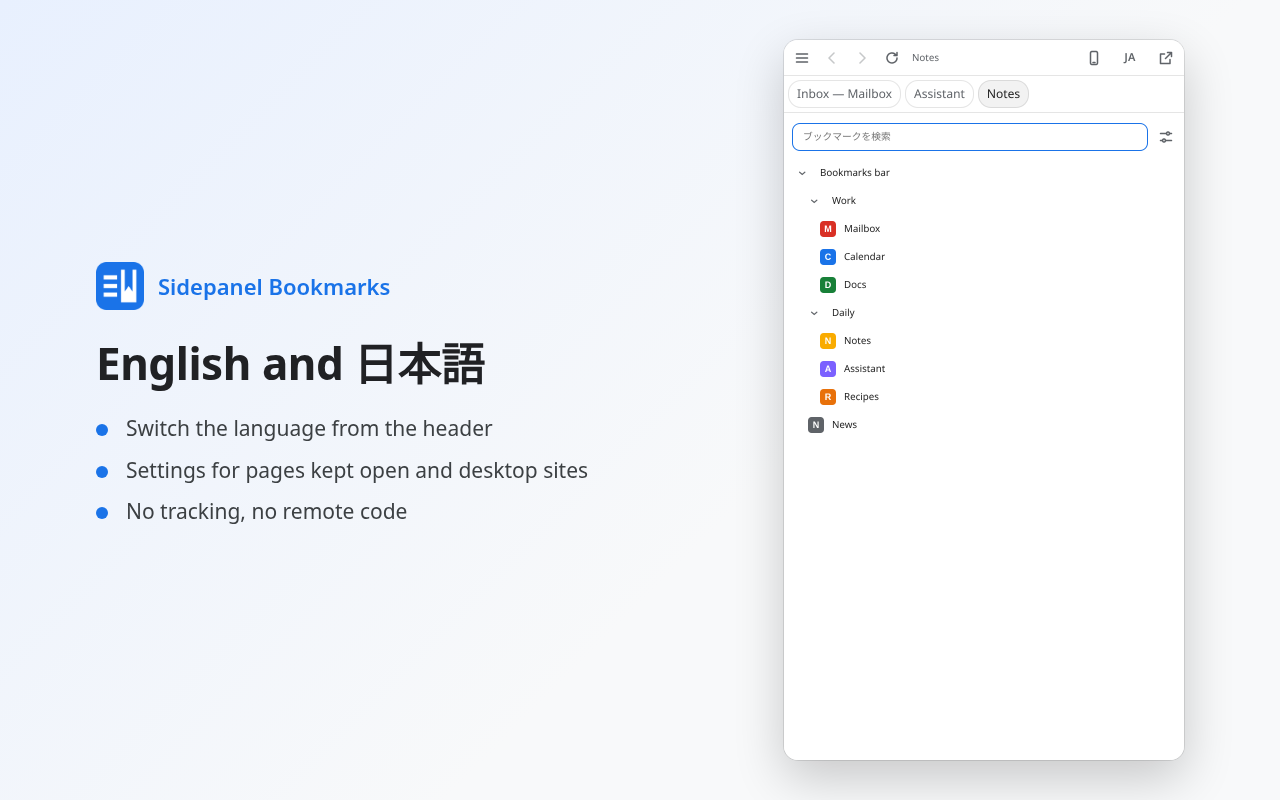 Sidepanel Bookmarks
English and 日本語
Switch the language from the header
Settings for pages kept open and desktop sites
No tracking, no remote code
Notes
JA
Inbox — Mailbox
Assistant
Notes
ブックマークを検索
Bookmarks bar
Work
M Mailbox
C Calendar
D Docs
Daily
N Notes
A Assistant
R Recipes
N News